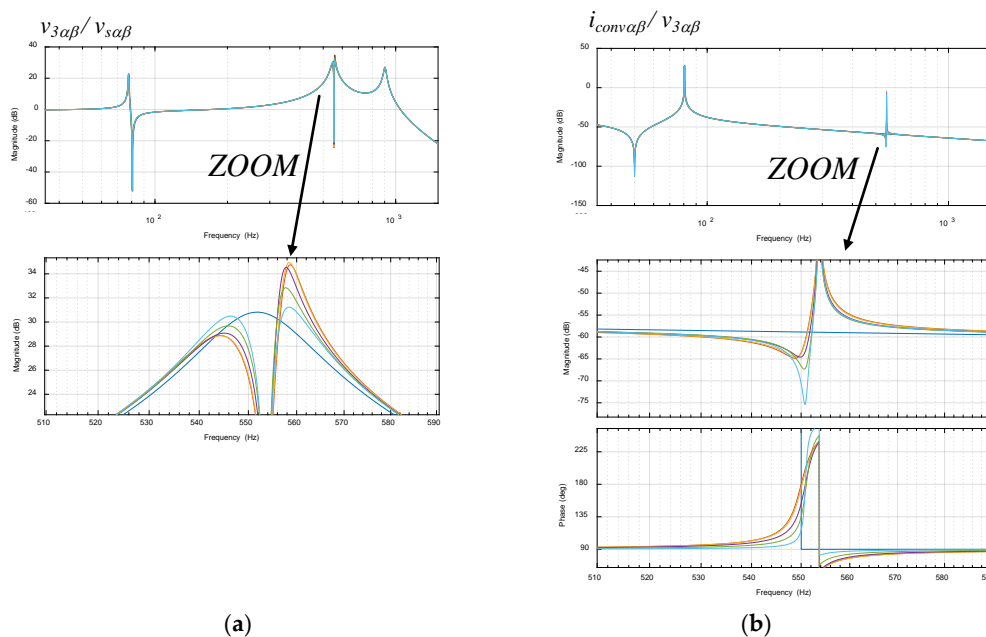 v3αβ/ vsαβ
40
20
0
-20
-40
-60
Magnitude (dB)
10 2
10 3
Frequency (Hz)
ZOOM
34
32
30
28
26
24
Magnitude (dB)
510 520 530 540 550 560 570 580 590
Frequency (Hz)
(a)
iconvαβ/ v3αβ
50
0
-50
-100
-150
Magnitude (dB)
10 2
10 3
Frequency (Hz)
ZOOM
-45
-50
-55
-60
-65
-70
-75
Magnitude (dB)
225
180
135
90
Phase (deg)
510 520 530 540 550 560 570 580
Frequency (Hz)
(b)